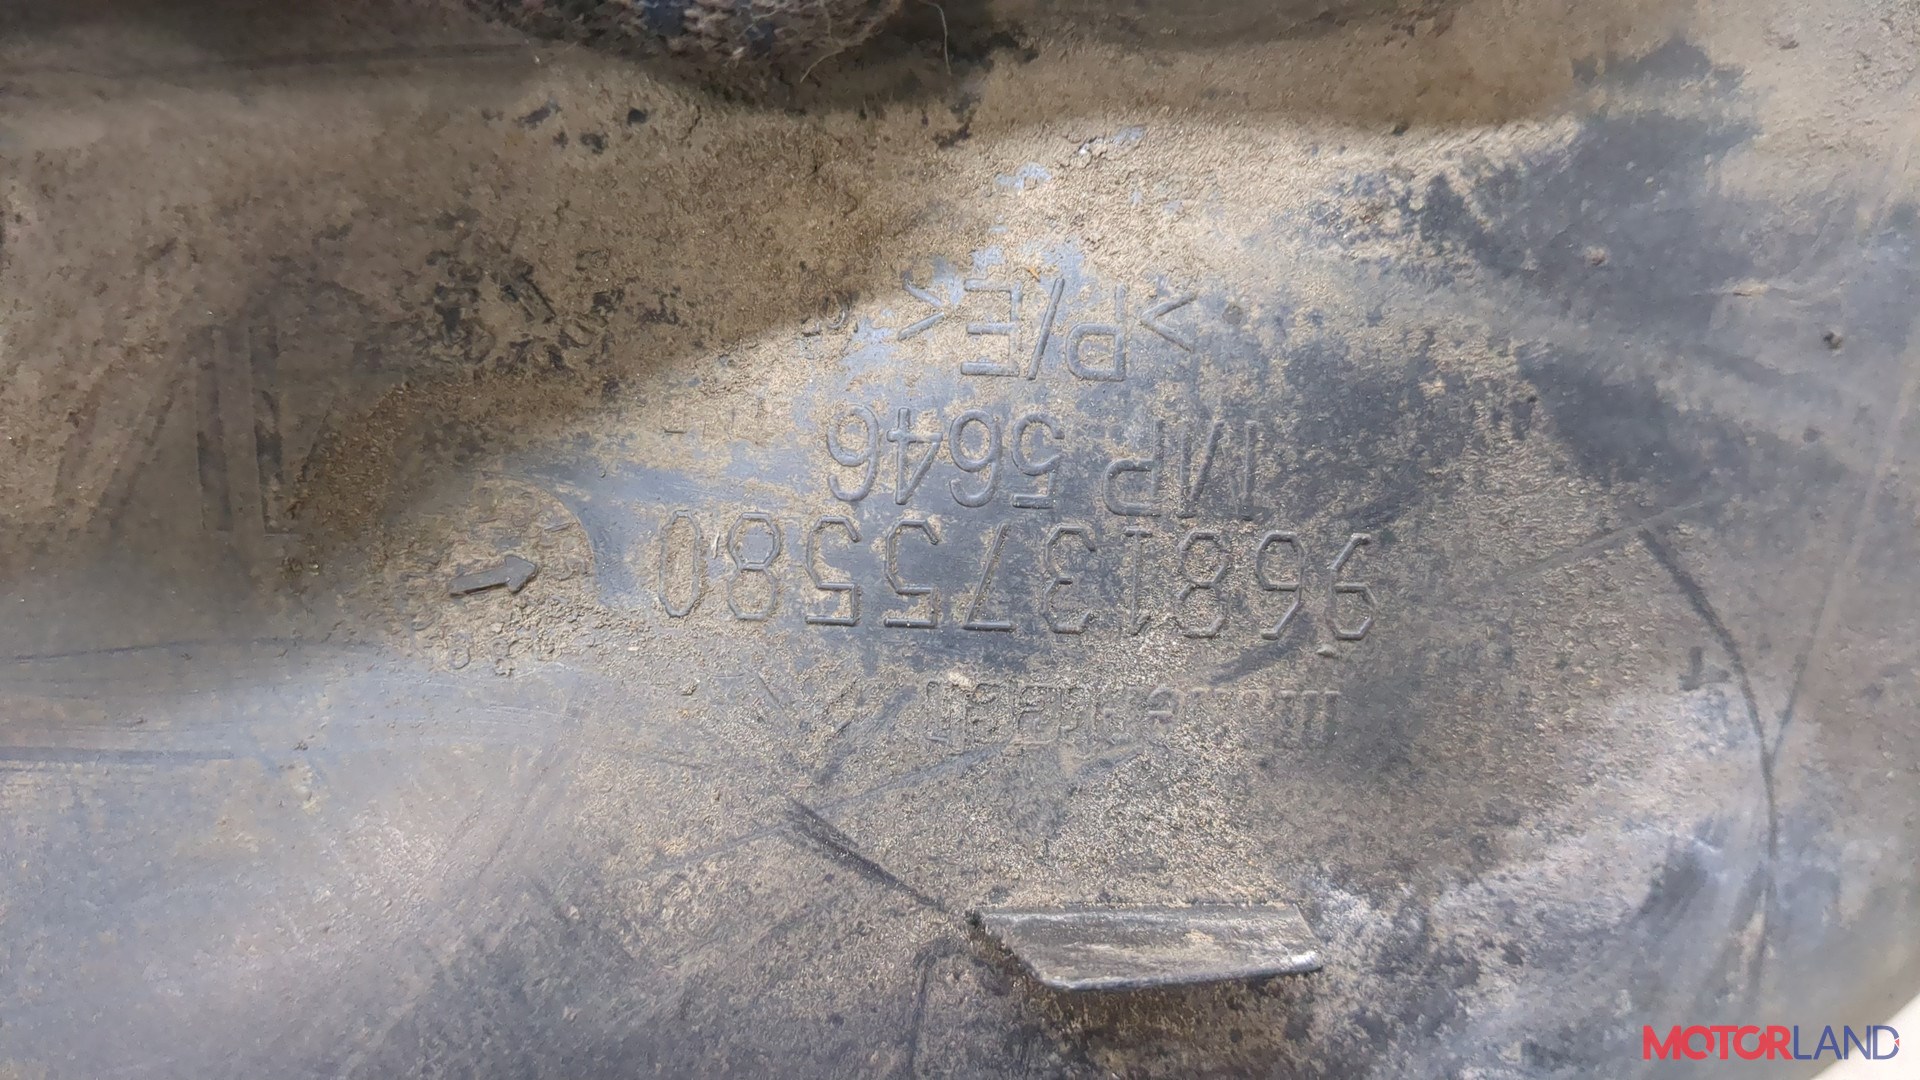 9681375580
MP 5646
>P/E<
MOTORLAND